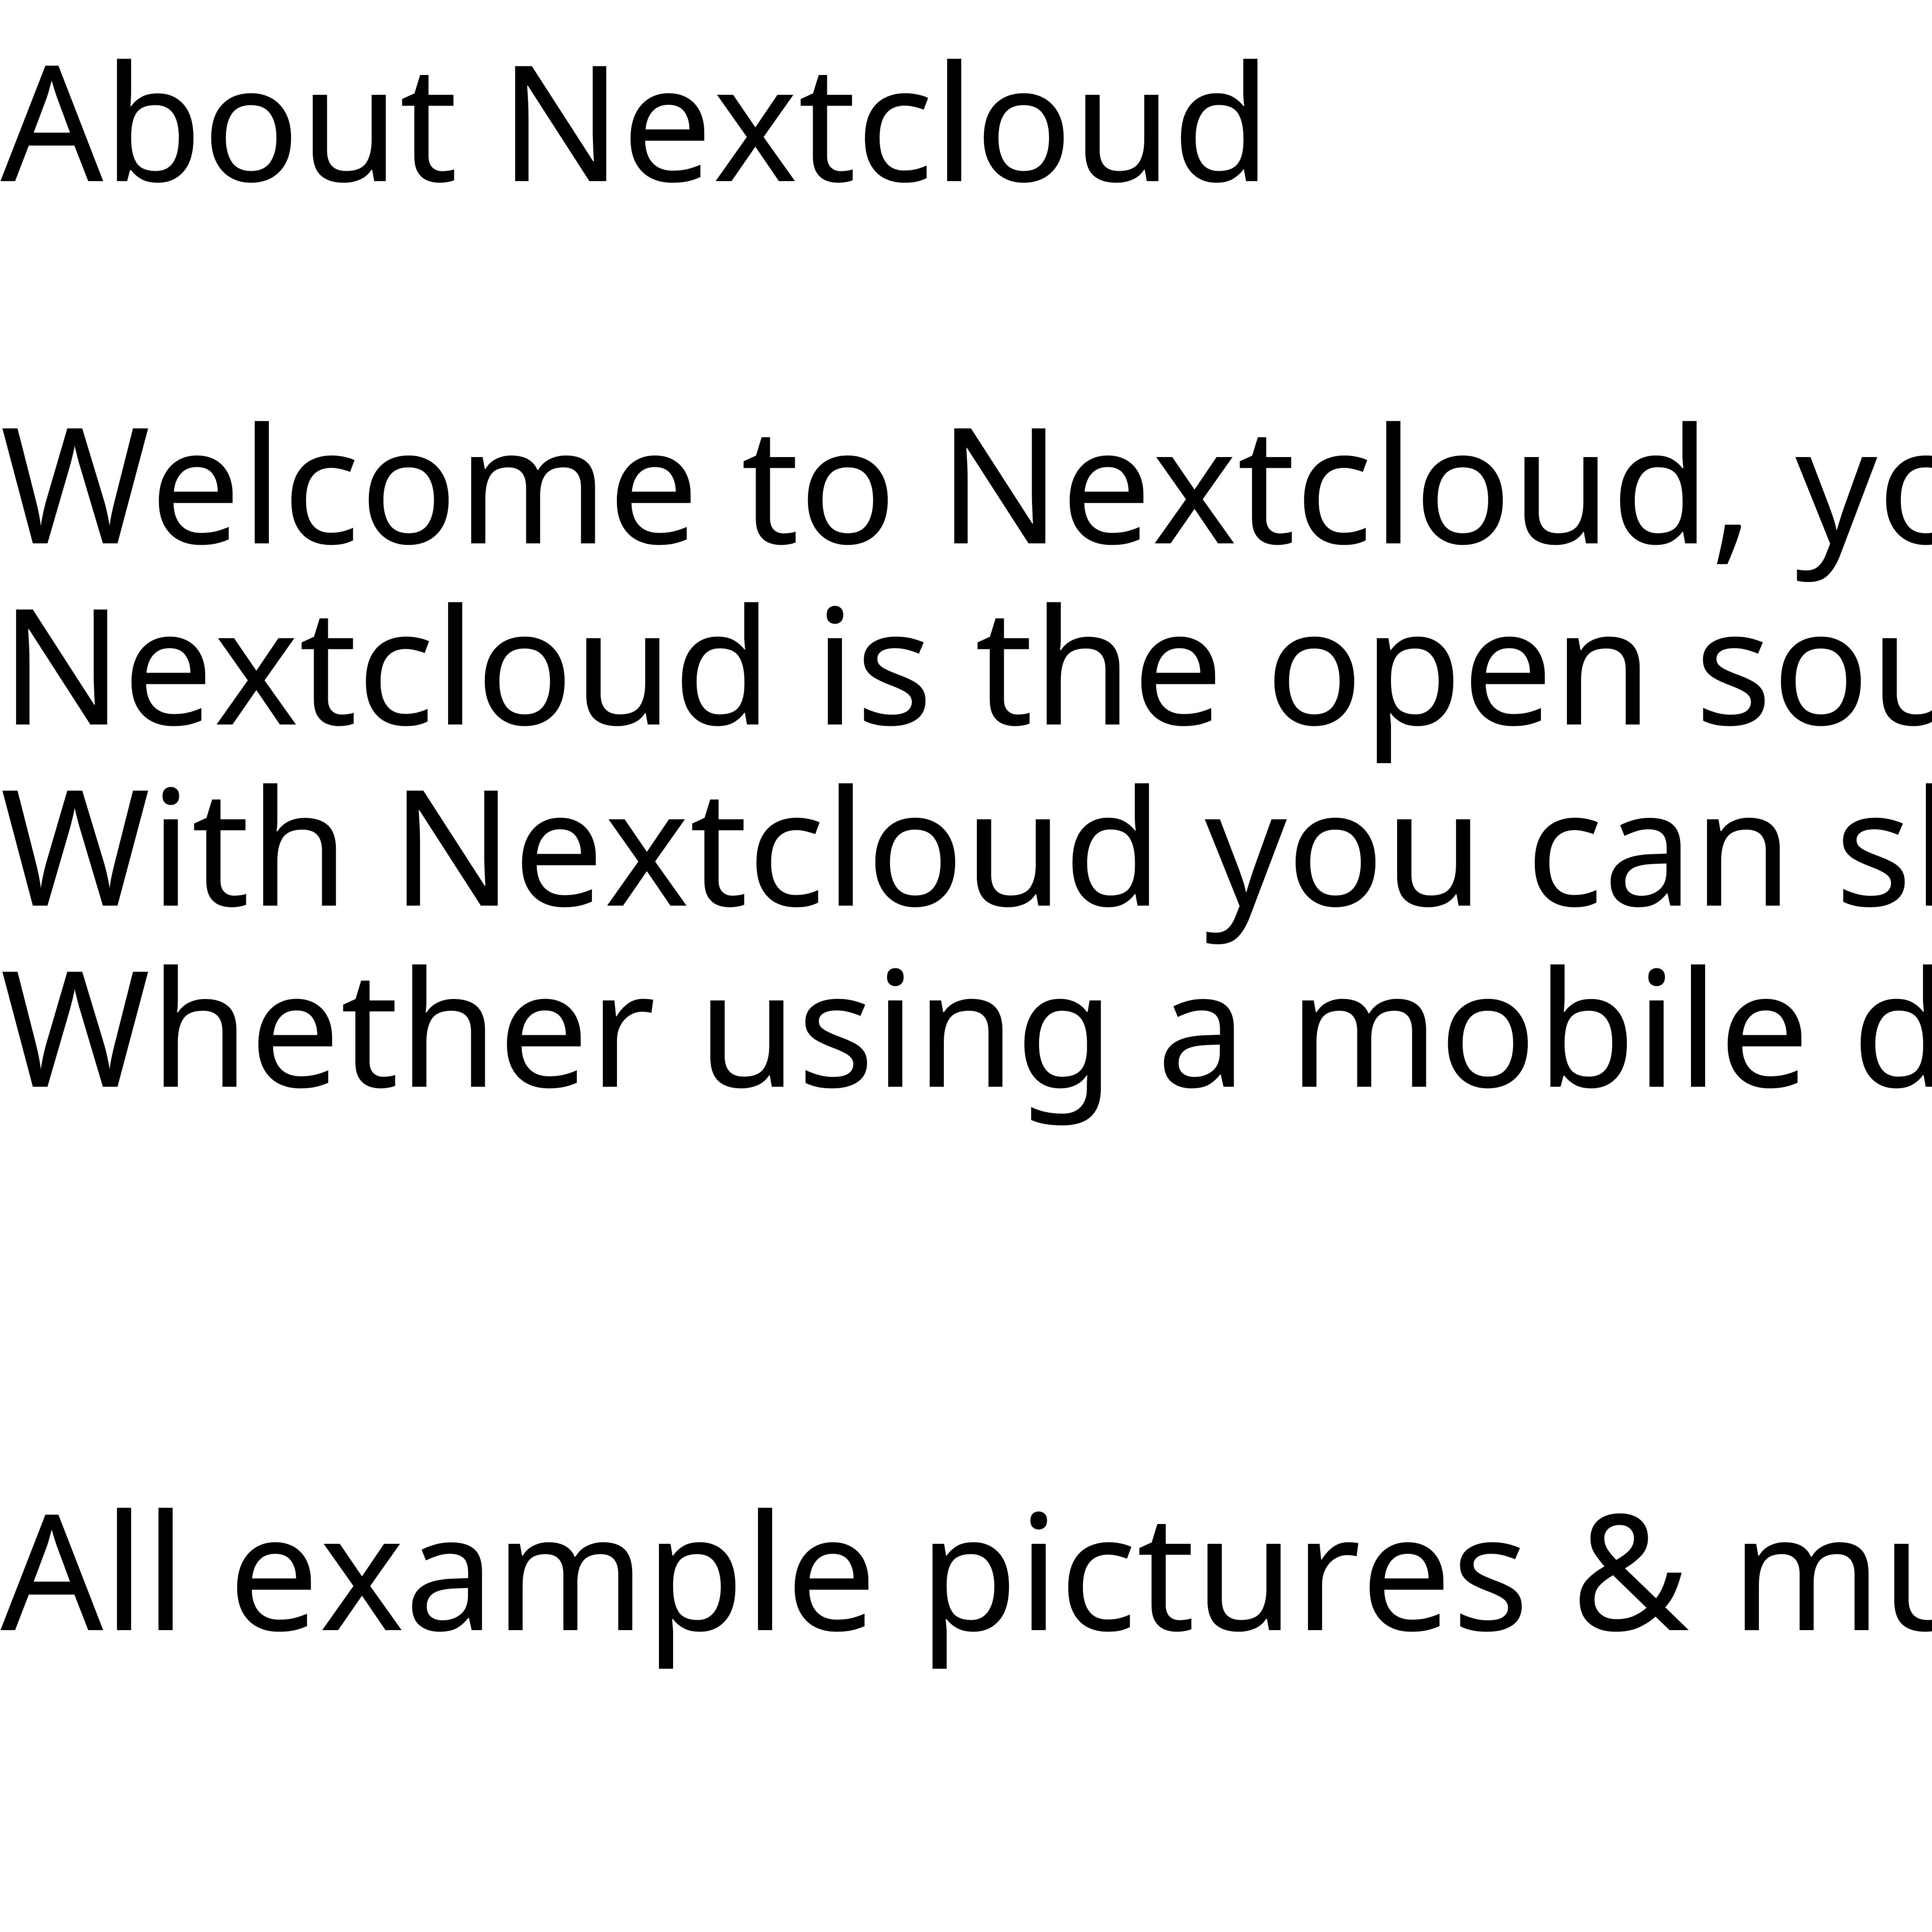 About Nextcloud
Welcome to Nextcloud, yo
Nextcloud is the open sou
With Nextcloud you can s
Whether using a mobile d
All example pictures & mu